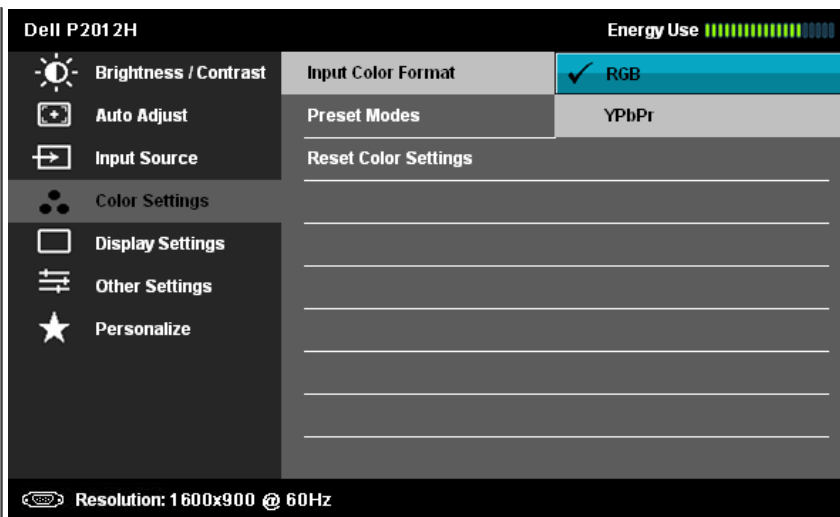 Dell P2012H Energy Use
Brightness / Contrast Input Color Format RGB
Auto Adjust Preset Modes YPbPr
Input Source Reset Color Settings
Color Settings
Display Settings
Other Settings
Personalize
Resolution: 1600x900 @ 60Hz